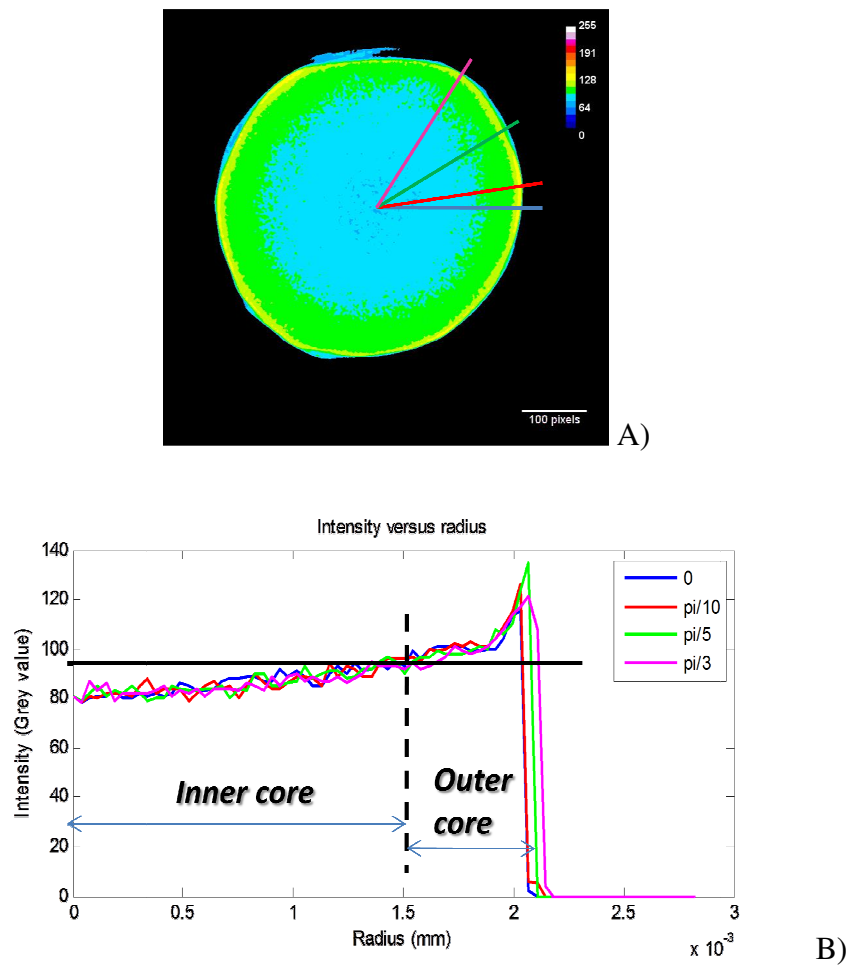 255
191
128
64
0
100 pixels
A)
Intensity versus radius
140
120
100
80
60
40
20
0
Intensity (Grey value)
0
pi/10
pi/5
pi/3
Inner core
Outer
core
0
0.5
1
1.5
2
2.5
3
Radius (mm)
x 10⁻³
B)